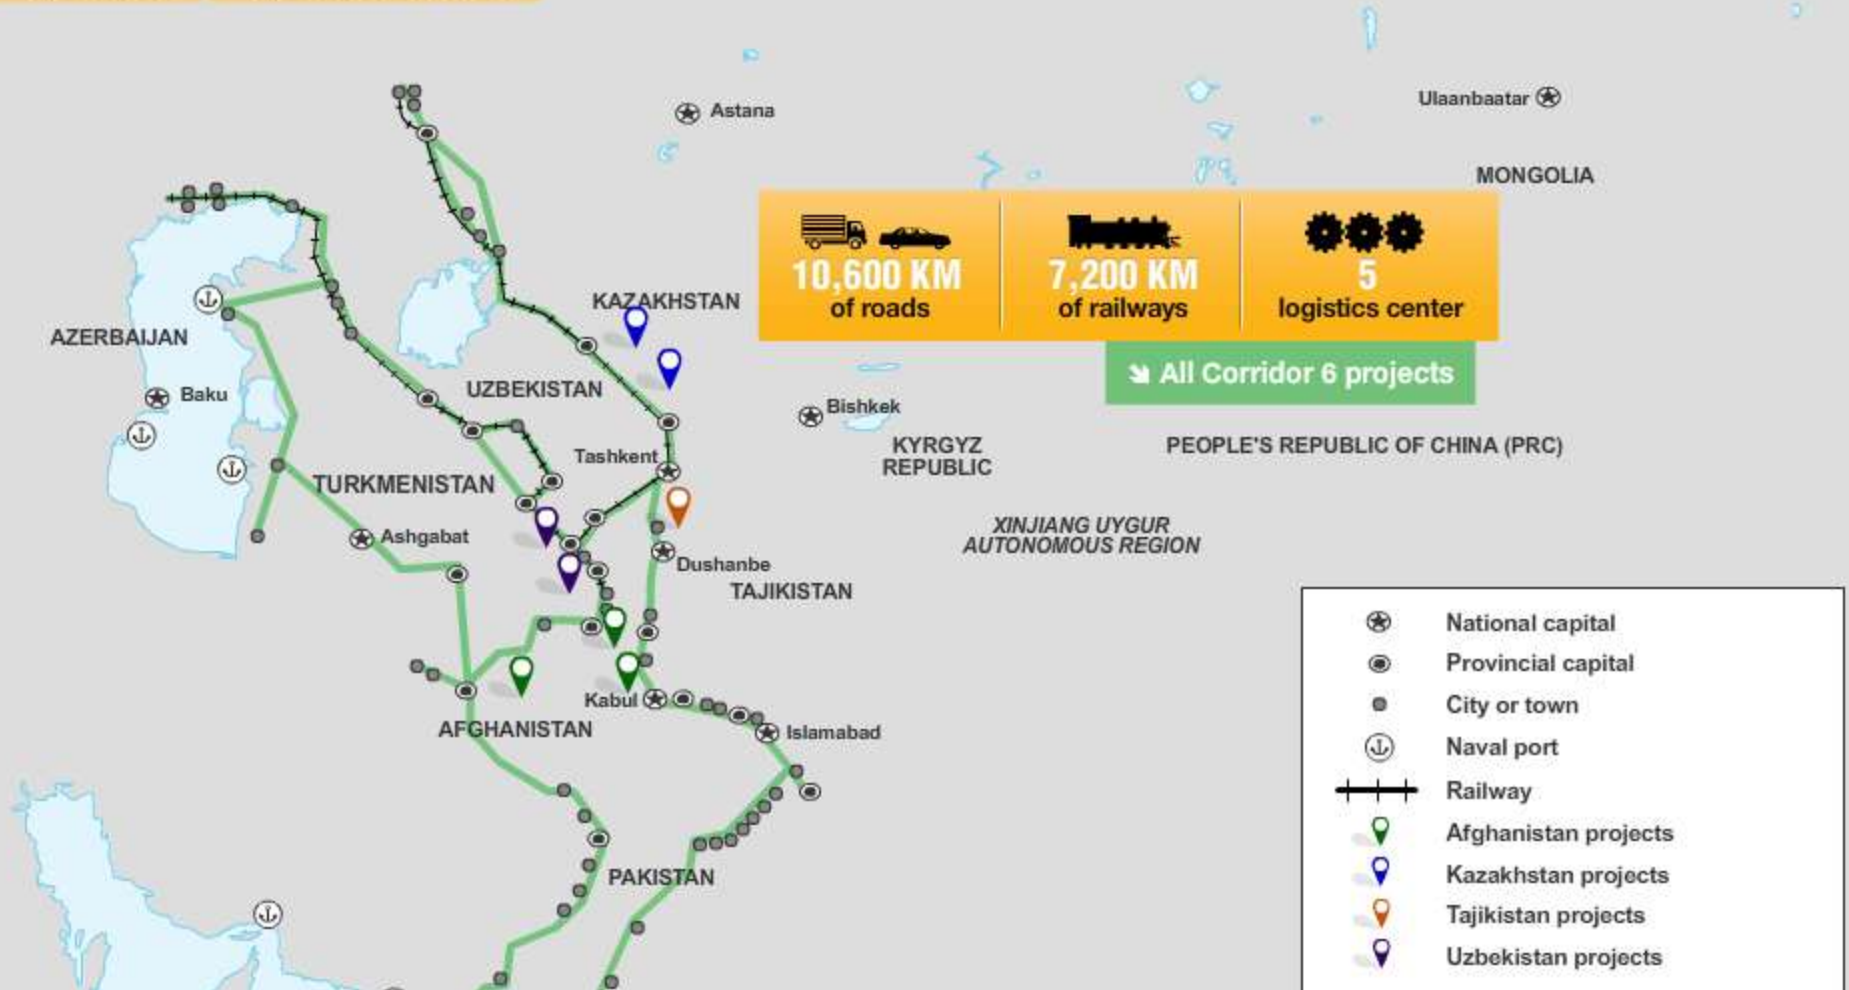 Astana
Ulaanbaatar
MONGOLIA
10,600 KM
of roads
7,200 KM
of railways
5
logistics center
KAZAKHSTAN
AZERBAIJAN
All Corridor 6 projects
UZBEKISTAN
Baku
Bishkek
KYRGYZ
REPUBLIC
PEOPLE'S REPUBLIC OF CHINA (PRC)
Tashkent
TURKMENISTAN
XINJIANG UYGUR
AUTONOMOUS REGION
Ashgabat
Dushanbe
TAJIKISTAN
Kabul
AFGHANISTAN
Islamabad
PAKISTAN
National capital
Provincial capital
City or town
Naval port
Railway
Afghanistan projects
Kazakhstan projects
Tajikistan projects
Uzbekistan projects